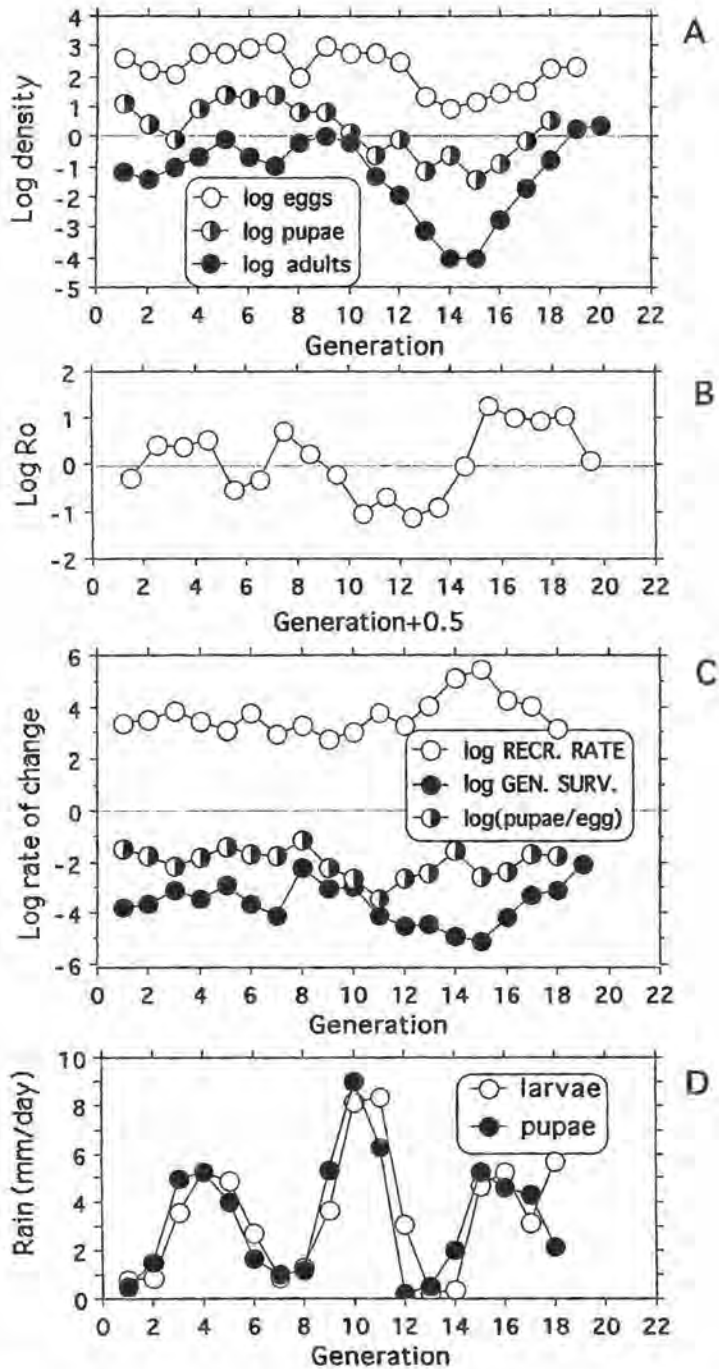 A
4
3
2
1
0
-1
-2
-3
-4
-5
Log density
log eggs
log pupae
log adults
0 2 4 6 8 10 12 14 16 18 20 22
Generation
B
2
1
0
-1
-2
Log Ro
0 2 4 6 8 10 12 14 16 18 20 22
Generation+0.5
C
6
4
2
0
-2
-4
-6
Log rate of change
log RECR. RATE
log GEN. SURV.
log(pupae/egg)
0 2 4 6 8 10 12 14 16 18 20 22
Generation
D
10
8
6
4
2
0
Rain (mm/day)
larvae
pupae
0 2 4 6 8 10 12 14 16 18 20 22
Generation